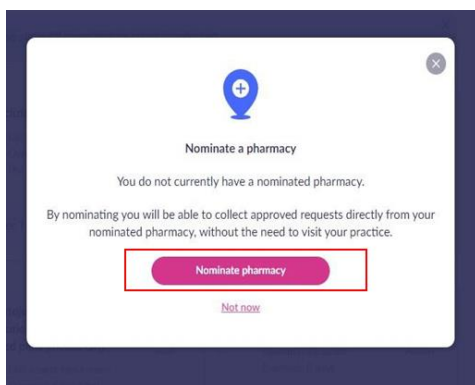 Nominate a pharmacy
You do not currently have a nominated pharmacy.
By nominating you will be able to collect approved requests directly from your
nominated pharmacy, without the need to visit your practice.
Nominate pharmacy
Not now